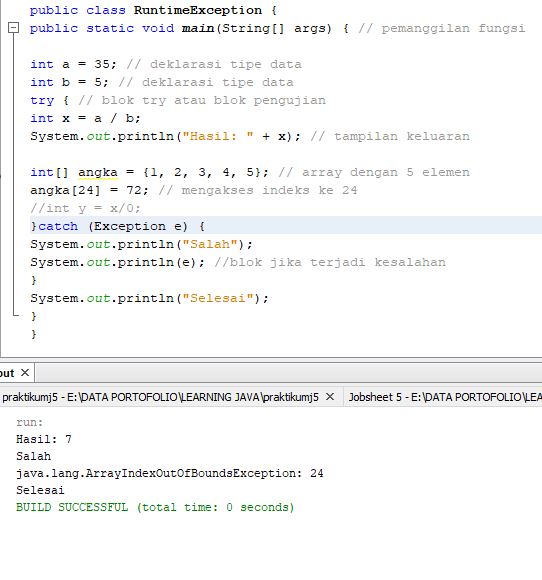 public class RuntimeException {
public static void main(String[] args) { // pemanggilan fungsi
int a = 35; // deklarasi tipe data
int b = 5; // deklarasi tipe data
try { // blok try atau blok pengujian
int x = a / b;
System.out.println("Hasil: " + x); // tampilan keluaran
int[] angka = {1, 2, 3, 4, 5}; // array dengan 5 elemen
angka[24] = 72; // mengakses indeks ke 24
//int y = x/0;
}catch (Exception e) {
System.out.println("Salah");
System.out.println(e); //blok jika terjadi kesalahan
}
System.out.println("Selesai");
}
}
out ×
praktikumj5 - E:\DATA PORTOFOLIO\LEARNING JAVA\praktikumj5 × Jobsheet 5 - E:\DATA PORTOFOLIO\LEA
run:
Hasil: 7
Salah
java.lang.ArrayIndexOutOfBoundsException: 24
Selesai
BUILD SUCCESSFUL (total time: 0 seconds)